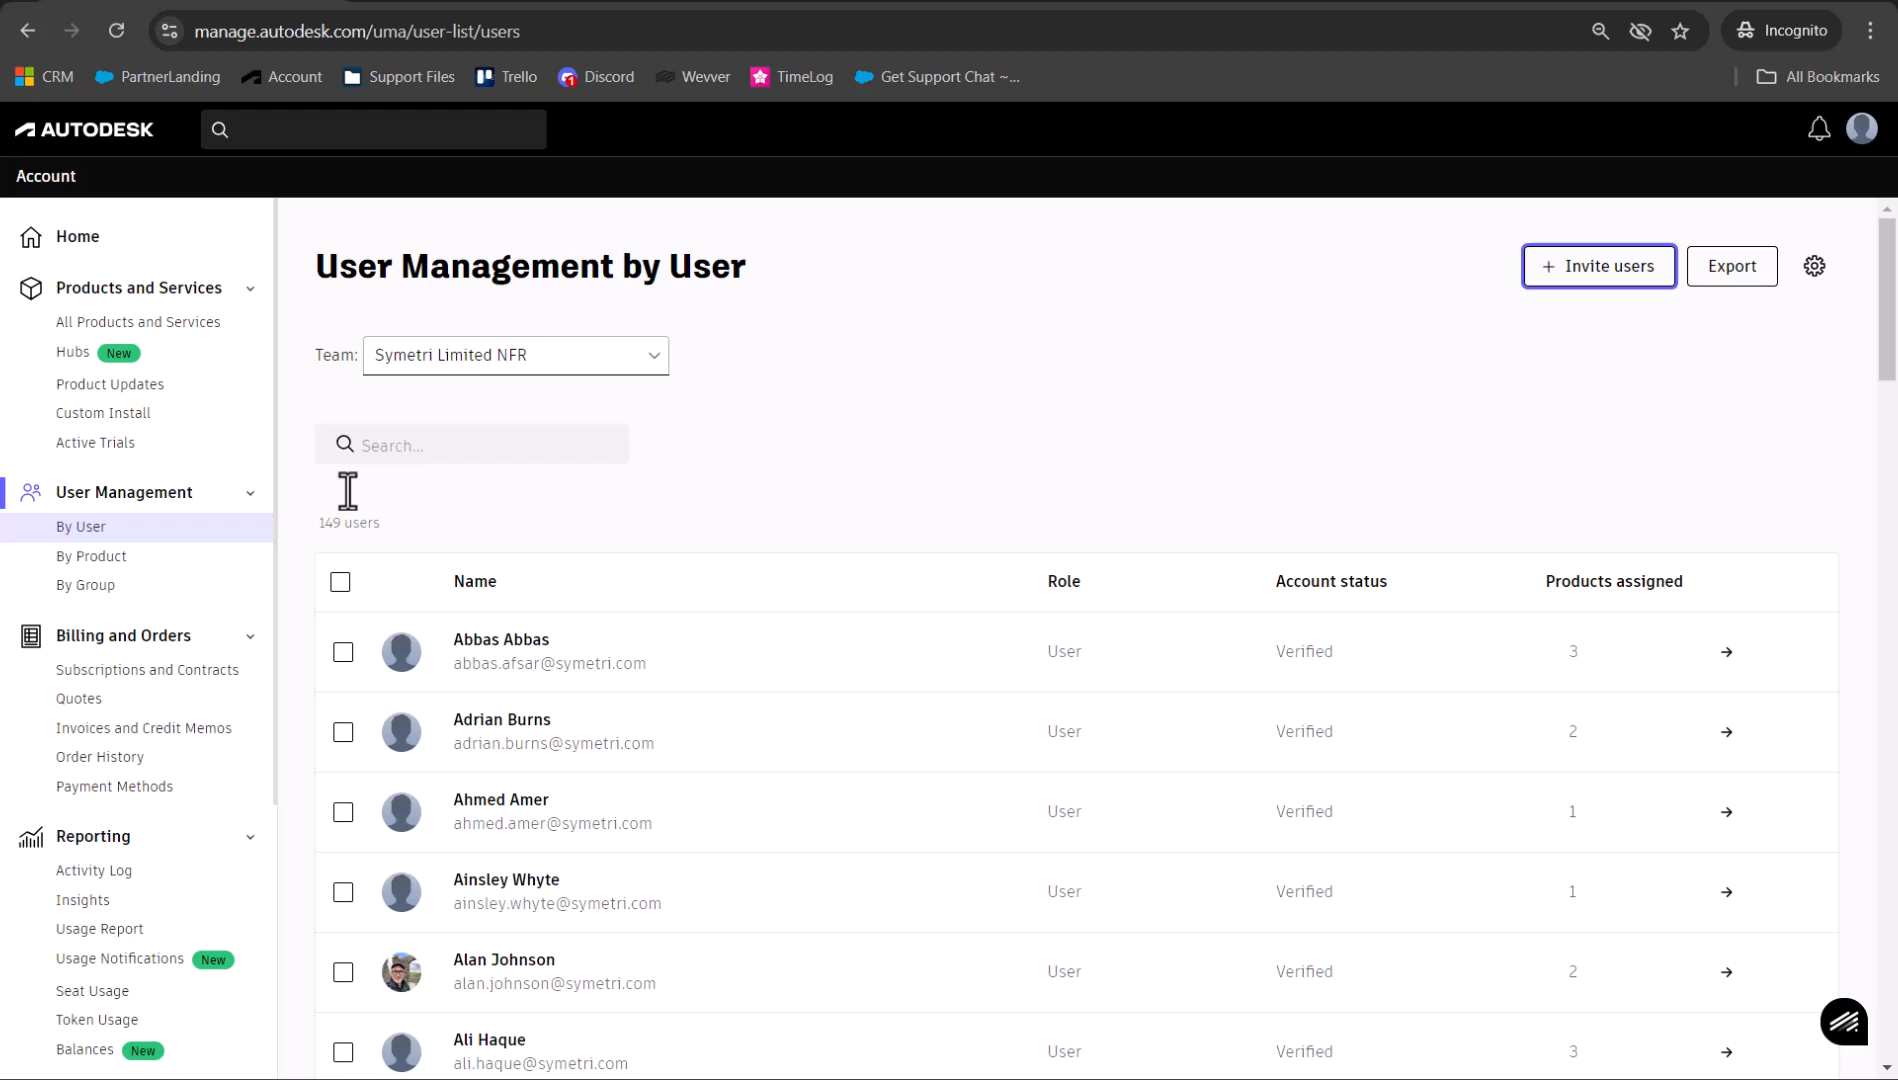 manage.autodesk.com/uma/user-list/users
Incognito
CRM
PartnerLanding
Account
Support Files
Trello
Discord
Wevver
TimeLog
Get Support Chat ~...
All Bookmarks
AUTODESK
Account
Home
Products and Services
All Products and Services
Hubs New
Product Updates
Custom Install
Active Trials
User Management
By User
By Product
By Group
Billing and Orders
Subscriptions and Contracts
Quotes
Invoices and Credit Memos
Order History
Payment Methods
Reporting
Activity Log
Insights
Usage Report
Usage Notifications New
Seat Usage
Token Usage
Balances New
User Management by User
+ Invite users
Export
Team: Symetri Limited NFR
Search...
149 users
Name Role Account status Products assigned
Abbas Abbas
abbas.afsar@symetri.com
User Verified 3
Adrian Burns
adrian.burns@symetri.com
User Verified 2
Ahmed Amer
ahmed.amer@symetri.com
User Verified 1
Ainsley Whyte
ainsley.whyte@symetri.com
User Verified 1
Alan Johnson
alan.johnson@symetri.com
User Verified 2
Ali Haque
ali.haque@symetri.com
User Verified 3